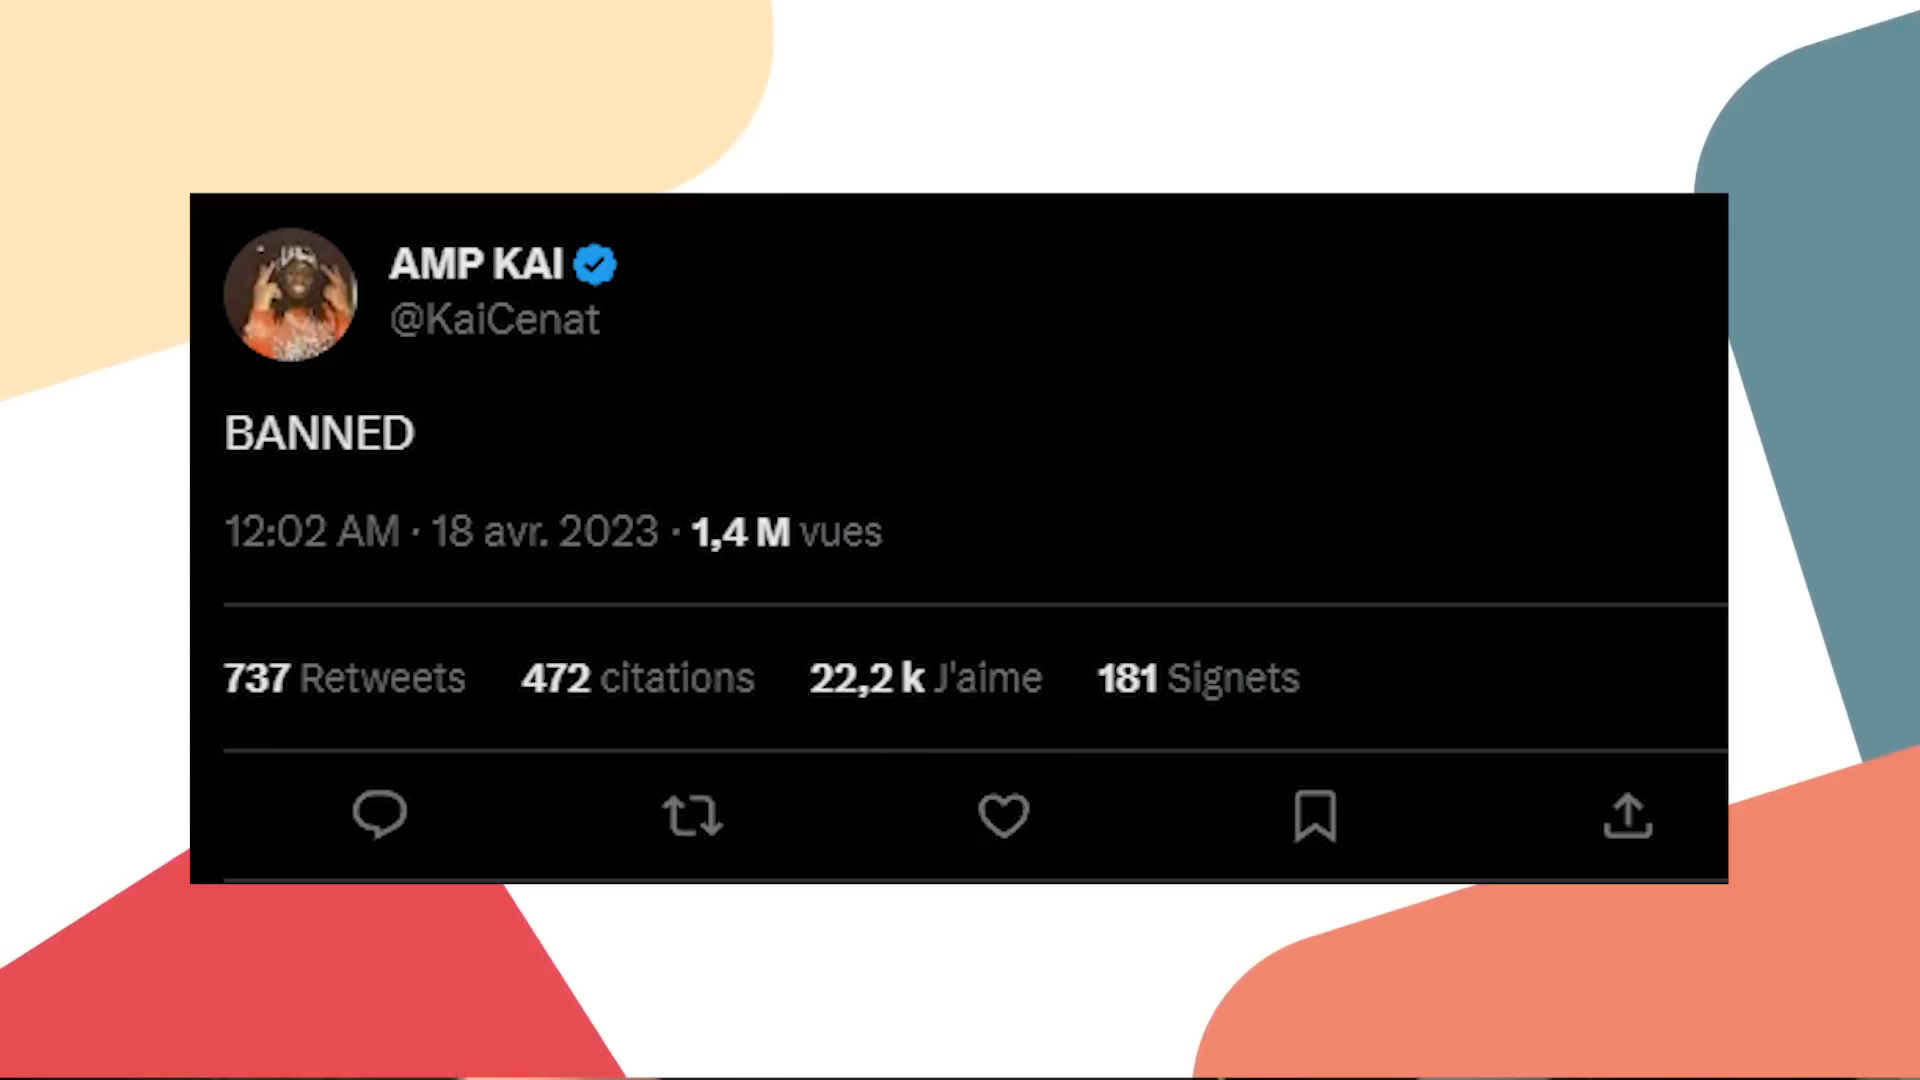 AMP KAI
@KaiCenat
BANNED
12:02 AM · 18 avr. 2023 · 1,4 M vues
737 Retweets 472 citations 22,2 k J'aime 181 Signets